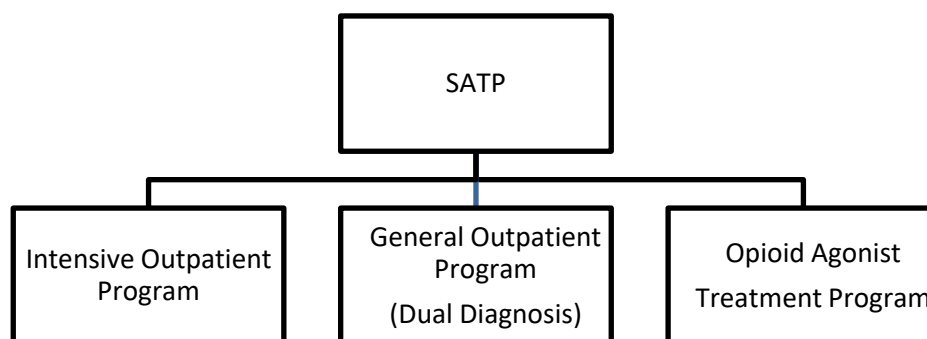 SATP
Intensive Outpatient
Program
General Outpatient
Program
(Dual Diagnosis)
Opioid Agonist
Treatment Program